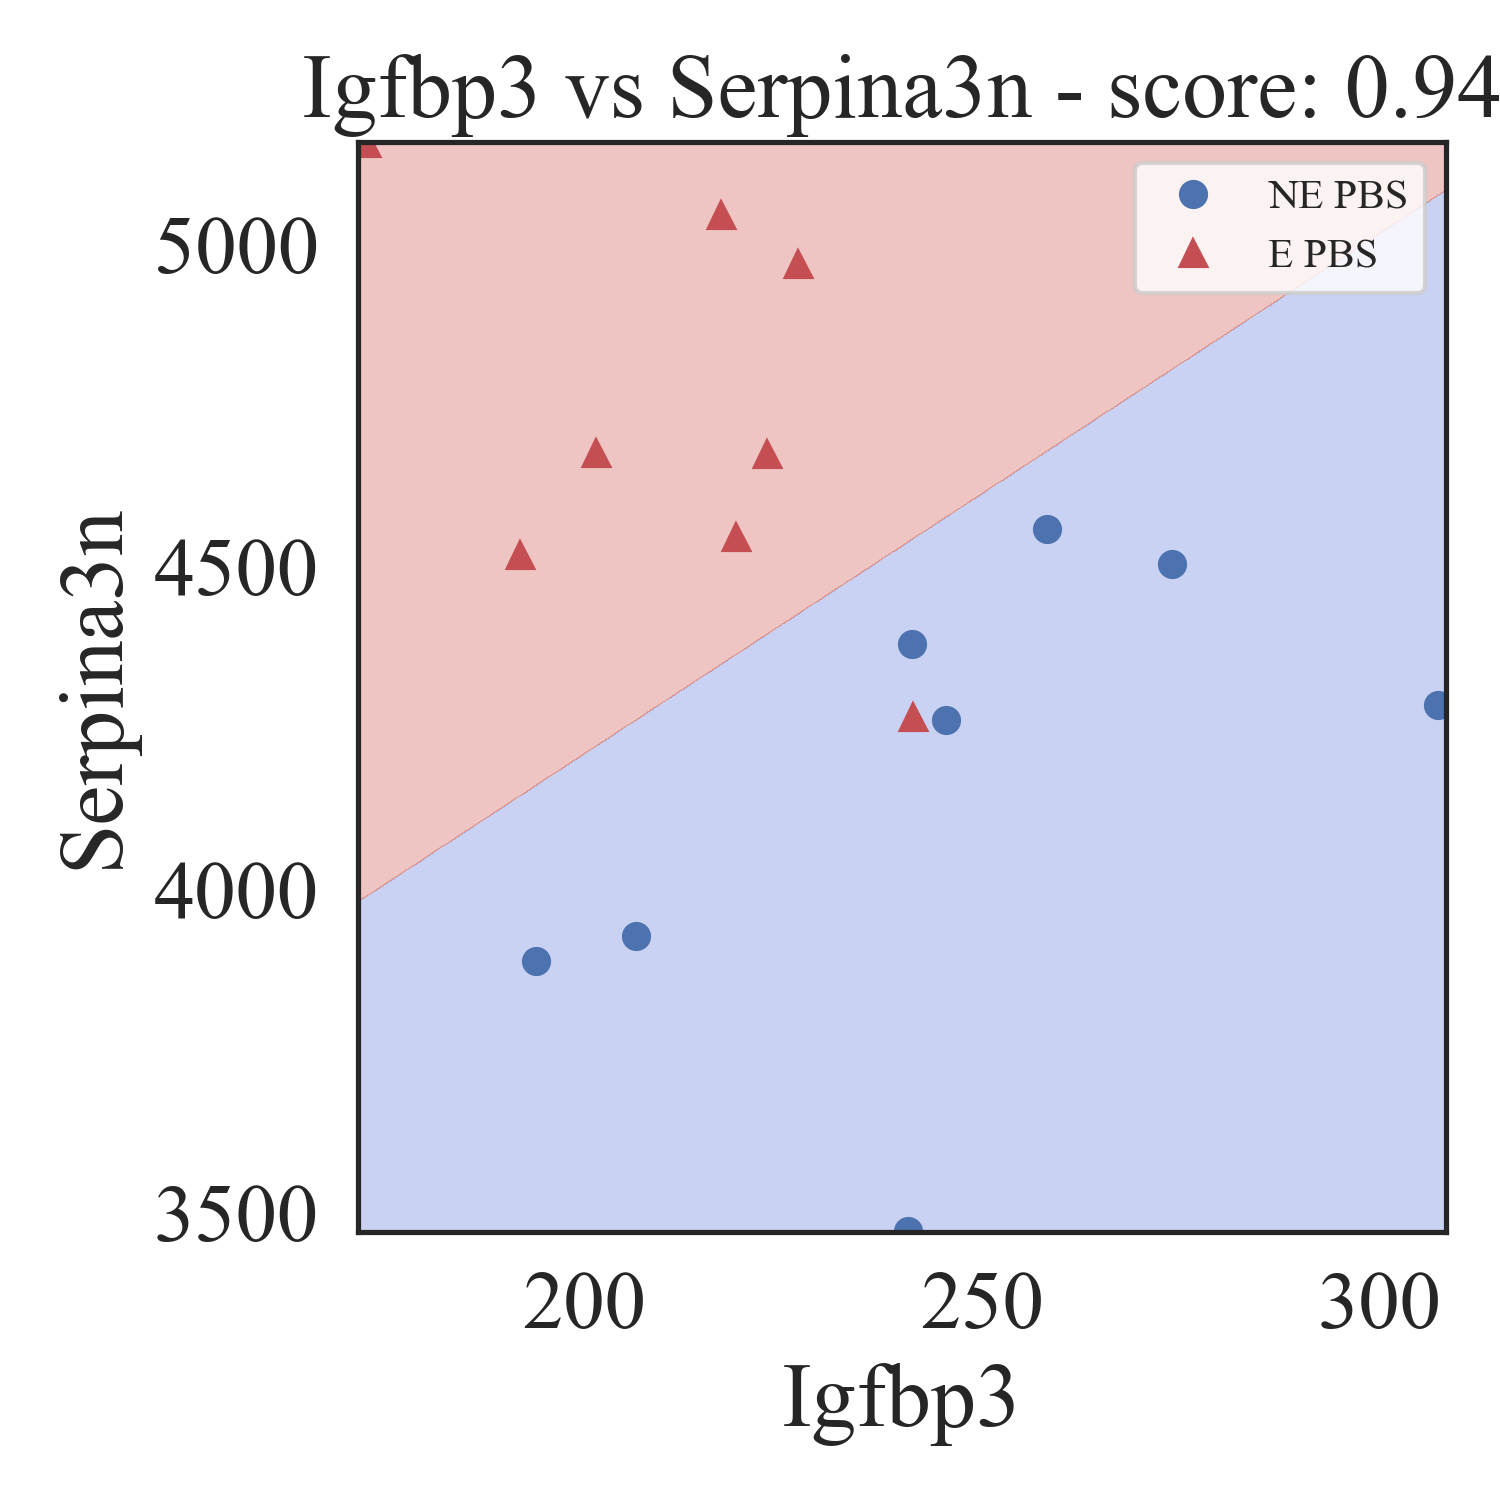 Igfbp3 vs Serpina3n - score: 0.94
NE PBS
E PBS
Serpina3n
5000
4500
4000
3500
200 250 300
Igfbp3